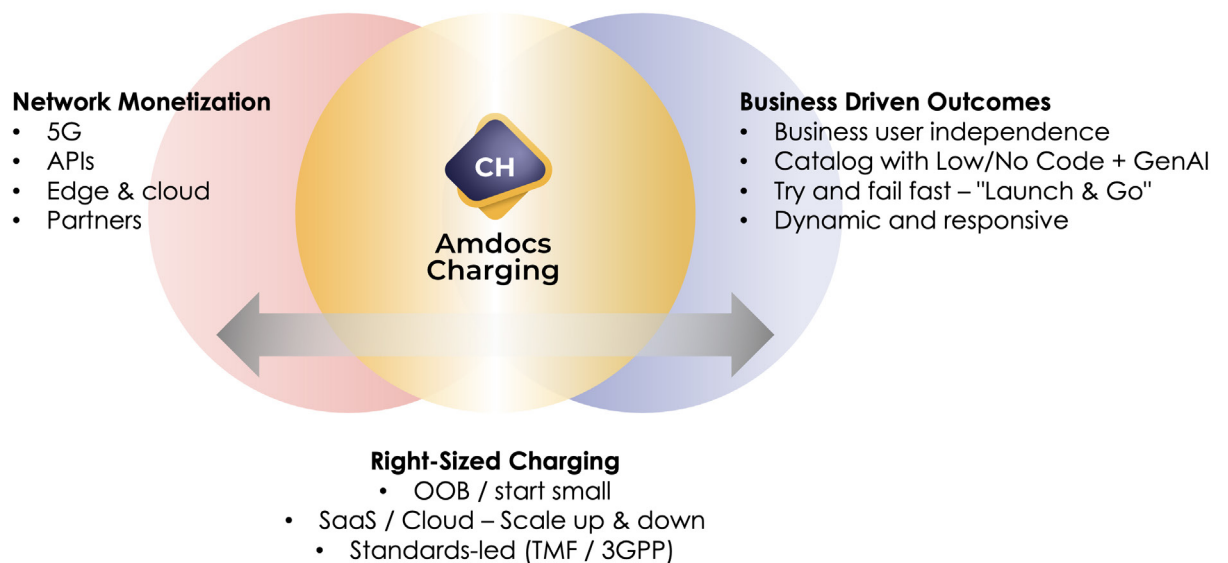 Network Monetization
• 5G
• APIs
• Edge & cloud
• Partners
CH
Amdocs
Charging
Business Driven Outcomes
• Business user independence
• Catalog with Low/No Code + GenAI
• Try and fail fast – "Launch & Go"
• Dynamic and responsive
Right-Sized Charging
• OOB / start small
• SaaS / Cloud – Scale up & down
• Standards-led (TMF / 3GPP)